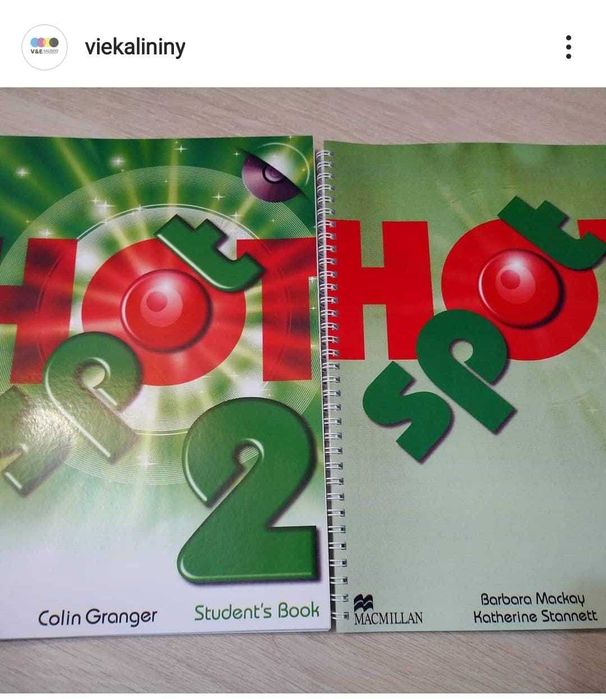 V&E
viekalininy
HOT
spot
2
Colin Granger
Student's Book
HOT
spot
MACMILLAN
Barbara Mackay
Katherine Stannett